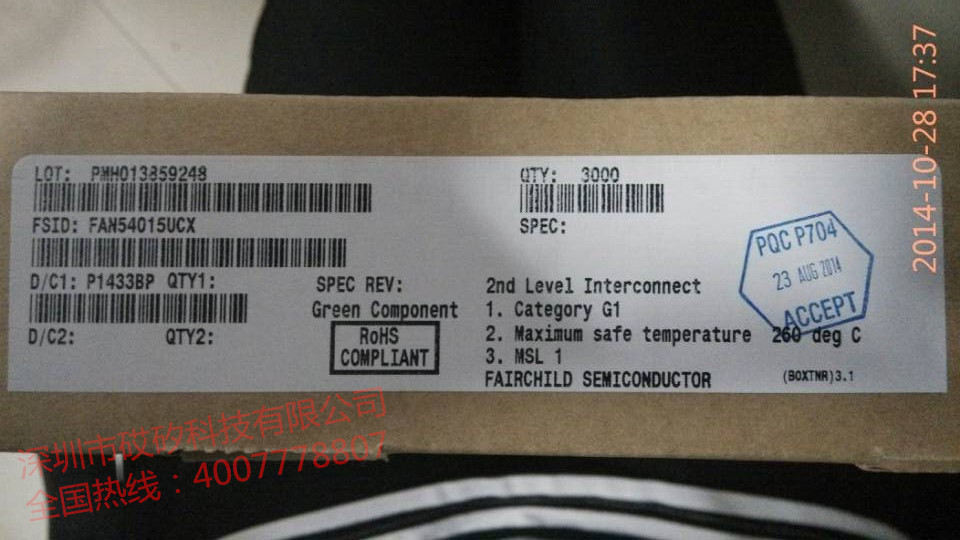 LOT: PMH013859248
QTY: 3000
FSID: FAN54015UCX
SPEC:
D/C1: P1433BP QTY1:
SPEC REV:
Green Component
D/C2: QTY2:
RoHS
COMPLIANT
2nd Level Interconnect
1. Category G1
2. Maximum safe temperature 260 deg C
3. MSL 1
FAIRCHILD SEMICONDUCTOR
(BOXTNR)3.1
PQC P704
23 AUG 2014
ACCEPT
2014-10-28 17:37
深圳市砹矽科技有限公司
全国热线：4007778807